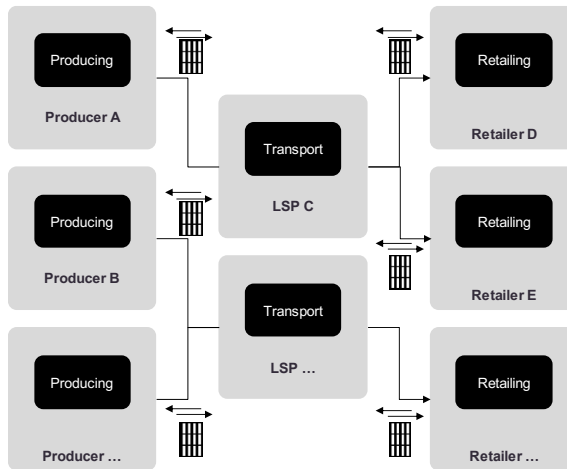 Producing
Producer A
Producing
Producer B
Producing
Producer ...
Transport
LSP C
Transport
LSP ...
Retailing
Retailer D
Retailing
Retailer E
Retailing
Retailer ...